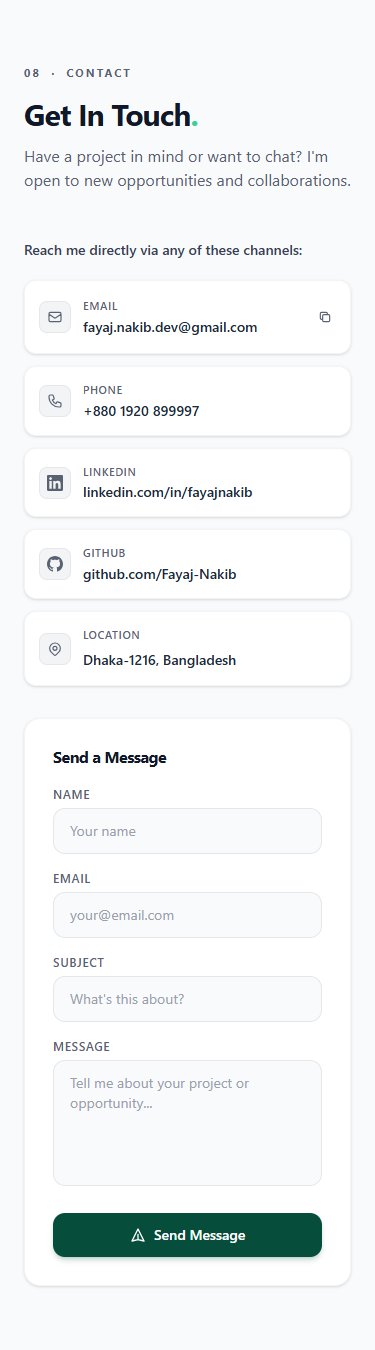 08 · CONTACT
Get In Touch.
Have a project in mind or want to chat? I'm
open to new opportunities and collaborations.
Reach me directly via any of these channels:
EMAIL
fayaj.nakib.dev@gmail.com
PHONE
+880 1920 899997
LINKEDIN
linkedin.com/in/fayajnakib
GITHUB
github.com/Fayaj-Nakib
LOCATION
Dhaka-1216, Bangladesh
Send a Message
NAME
Your name
EMAIL
your@email.com
SUBJECT
What's this about?
MESSAGE
Tell me about your project or
opportunity...
Send Message